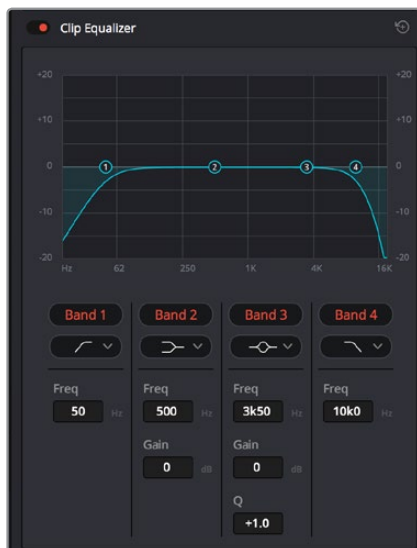 Clip Equalizer
+20 +20
+10 +10
0 0
-10 -10
-20 -20
Hz 62 250 1K 4K 16K
1 2 3 4
Band 1 Band 2 Band 3 Band 4
Freq Freq Freq Freq
50 Hz 500 Hz 3k50 Hz 10k0 Hz
Gain Gain
0 dB 0 dB
Q
+1.0